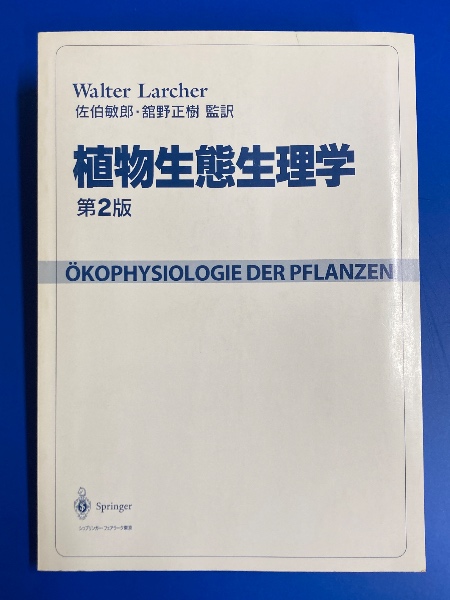 Walter Larcher
佐伯敏郎・舘野正樹 監訳
植物生態生理学
第2版
ÖKOPHYSIOLOGIE DER PFLANZEN
Springer
シュプリンガー・フェアラーク東京